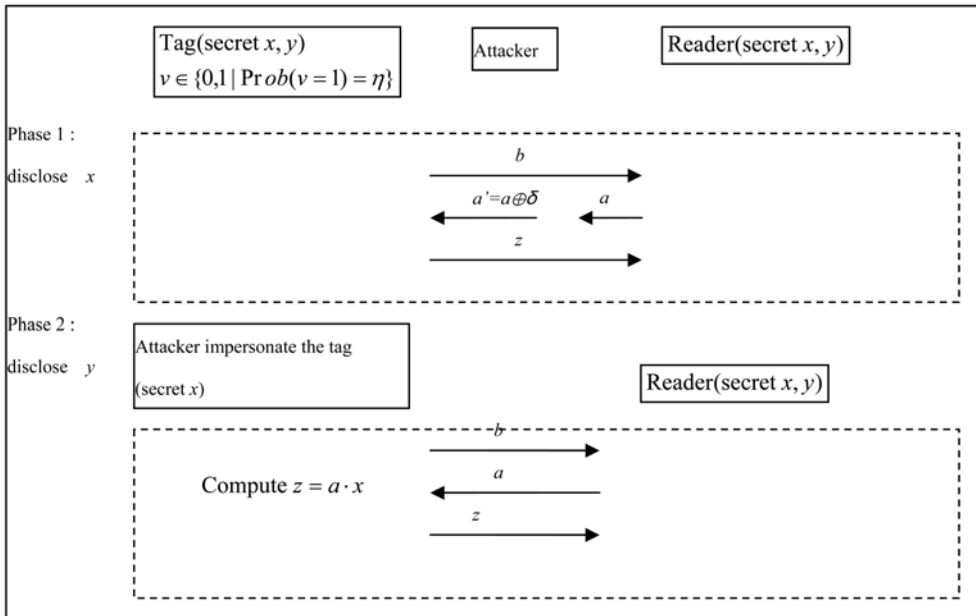 Tag(secret x, y)
v ∈ {0,1 | Prob(v = 1) = η}
Attacker
Reader(secret x, y)
Phase 1 :
disclose x
b
a'=a⊕δ
a
z
Phase 2 :
disclose y
Attacker impersonate the tag
(secret x)
Reader(secret x, y)
b
Compute z = a · x
a
z